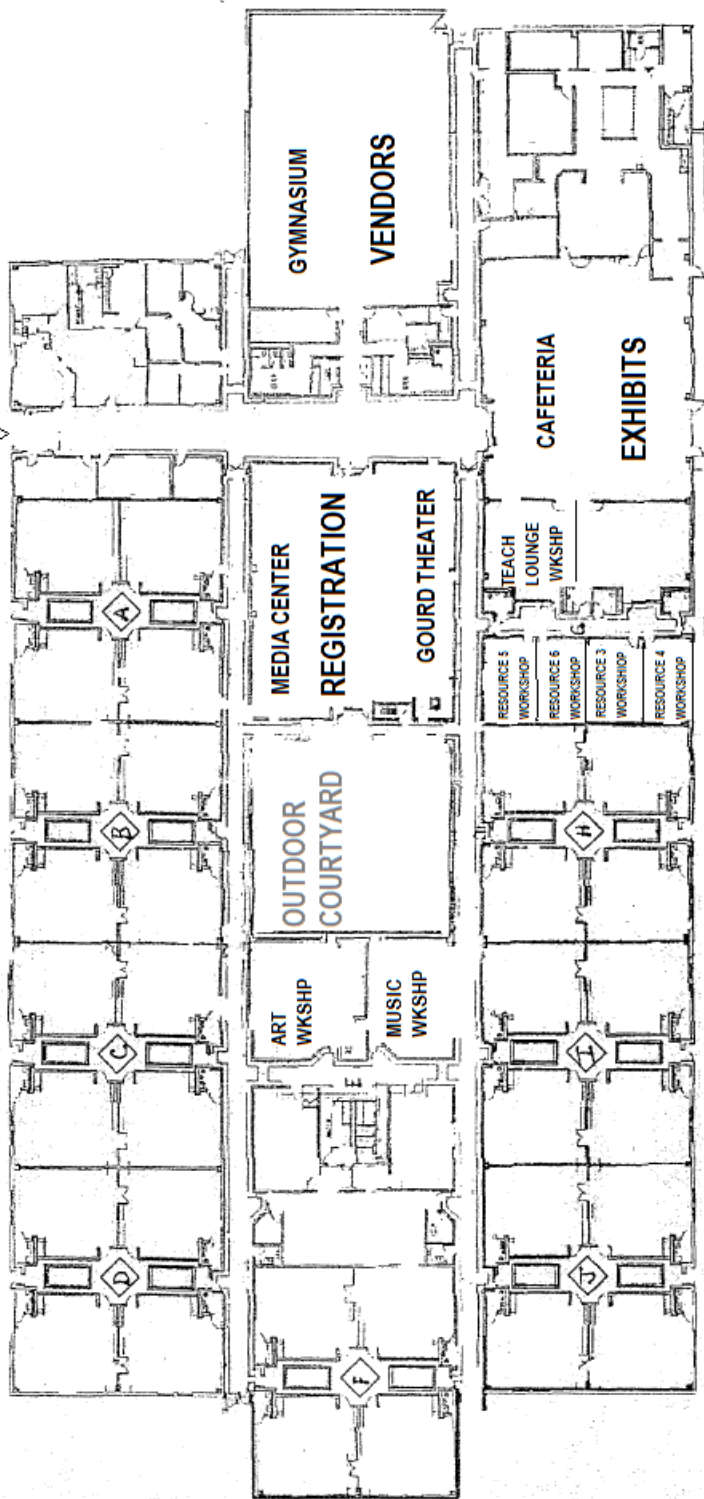 GYMNASIUM
VENDORS
CAFETERIA
EXHIBITS
MEDIA CENTER
REGISTRATION
GOURD THEATER
TEACH
LOUNGE
WKSHP
RESOURCE 5
WORKSHOP
RESOURCE 6
WORKSHOP
RESOURCE 3
WORKSHIOP
RESOURCE 4
WORKSHOP
OUTDOOR
COURTYARD
ART
WKSHP
MUSIC
WKSHP
A
B
C
D
R
E
F
G
H
I
J